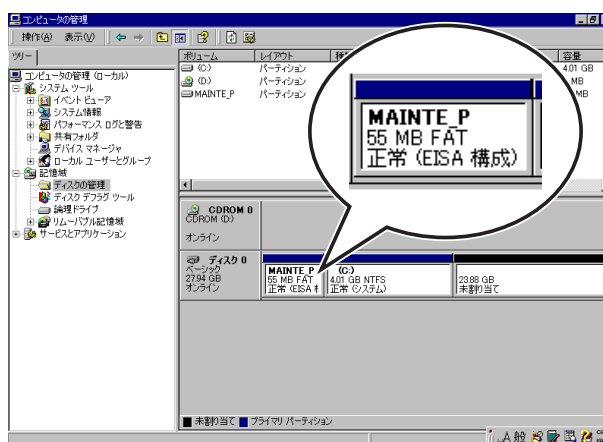 コンピュータの管理
操作(A) 表示(V)
ツリー
コンピュータの管理 (ローカル)
システム ツール
イベント ビューア
システム情報
パフォーマンス ログと警告
共有フォルダ
デバイス マネージャ
ローカル ユーザーとグループ
記憶域
ディスクの管理
ディスク デフラグ ツール
論理ドライブ
リムーバブル記憶域
サービスとアプリケーション
ボリューム レイアウト 容量
(C:) パーティション 4.01 GB
(D:) パーティション MB
MAINTE_P パーティション MB
MAINTE_P
55 MB FAT
正常 (EISA 構成)
CDROM 0
CDROM (D:)
オンライン
ディスク 0
ベーシック
27.94 GB
オンライン
MAINTE_P
55 MB FAT
正常 (EISA
(C:)
4.01 GB NTFS
正常 (システム)
23.88 GB
未割り当て
未割り当て プライマリ パーティション
A 般